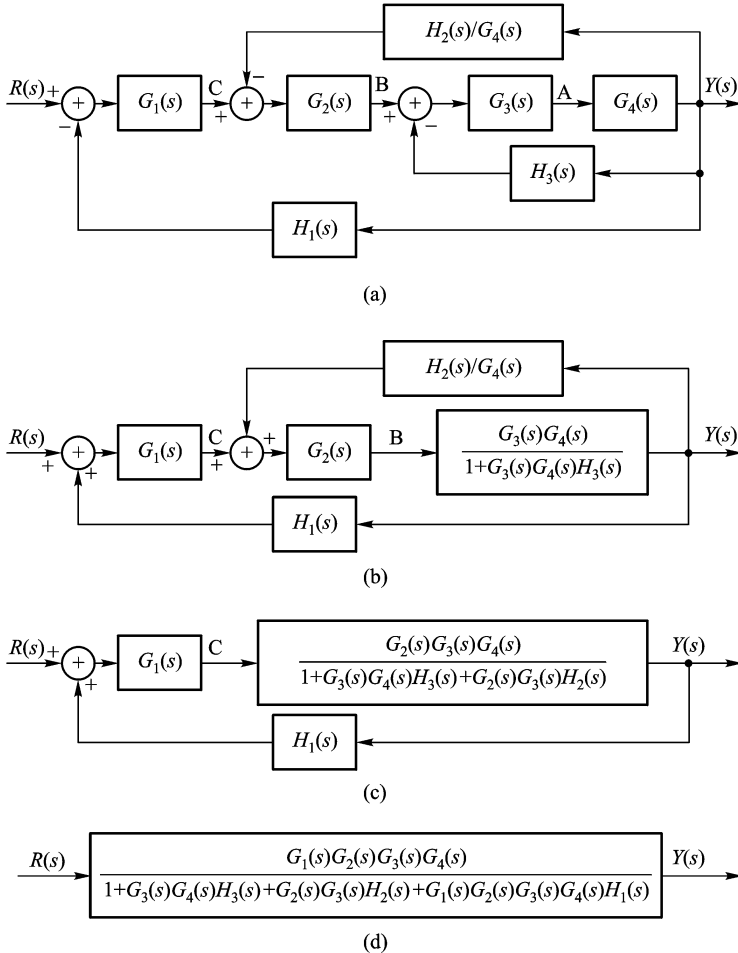 H₂(s)/G₄(s)
−
R(s) + + G₁(s) C + + G₂(s) B + + G₃(s) A G₄(s) Y(s)
− −
H₃(s)
H₁(s)
(a)
H₂(s)/G₄(s)
R(s) + + + G₁(s) C + + + G₂(s) B G₃(s)G₄(s) Y(s)
1+G₃(s)G₄(s)H₃(s)
H₁(s)
(b)
R(s) + + + G₁(s) C G₂(s)G₃(s)G₄(s) Y(s)
1+G₃(s)G₄(s)H₃(s)+G₂(s)G₃(s)H₂(s)
H₁(s)
(c)
R(s) G₁(s)G₂(s)G₃(s)G₄(s) Y(s)
1+G₃(s)G₄(s)H₃(s)+G₂(s)G₃(s)H₂(s)+G₁(s)G₂(s)G₃(s)G₄(s)H₁(s)
(d)